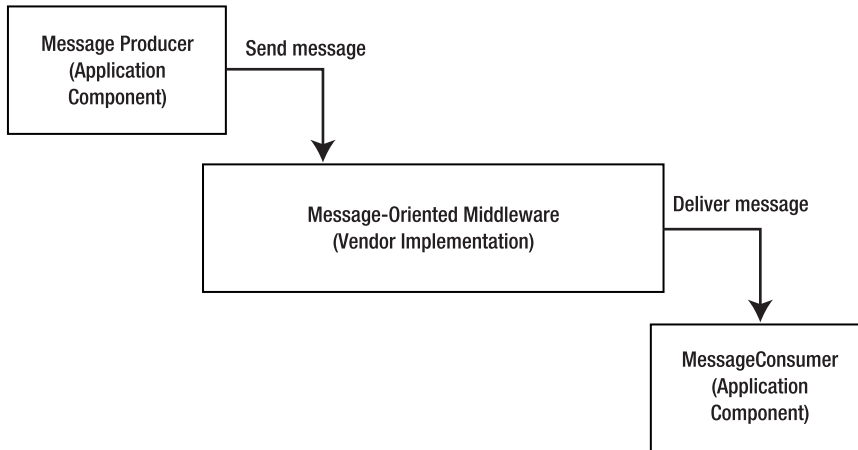 Message Producer
(Application
Component)
Send message
Message-Oriented Middleware
(Vendor Implementation)
Deliver message
MessageConsumer
(Application
Component)